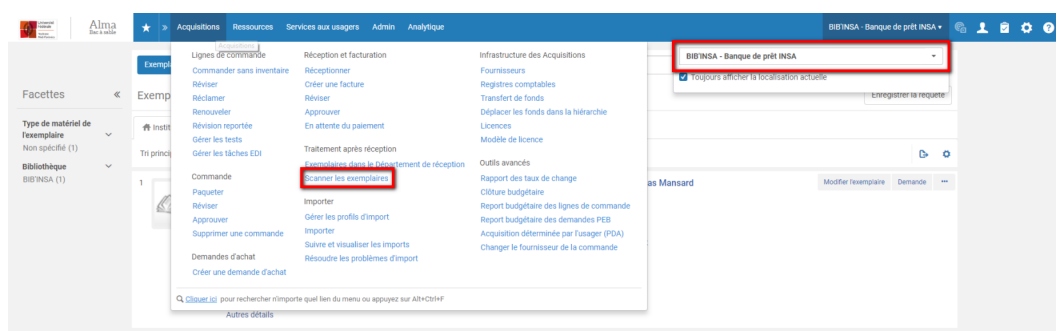 Alma
Bac à sable
Acquisitions Ressources Services aux usagers Admin Analytique
BIB'INSA - Banque de prêt INSA
Acquisitions
BIB'INSA - Banque de prêt INSA
Toujours afficher la localisation actuelle
Enregistrer la requête
Facettes
Type de matériel de l'exemplaire
Non spécifié (1)
Bibliothèque
BIB'INSA (1)
Exempl
Exemp
Instit
Tri princi
1
Lignes de commande
Commander sans inventaire
Réviser
Réclamer
Renouveler
Révision reportée
Gérer les tests
Gérer les tâches EDI
Commande
Paqueter
Réviser
Approuver
Supprimer une commande
Demandes d'achat
Créer une demande d'achat
Réception et facturation
Réceptionner
Créer une facture
Réviser
Approuver
En attente du paiement
Traitement après réception
Exemplaires dans le Département de réception
Scanner les exemplaires
Importer
Gérer les profils d'import
Importer
Suivre et visualiser les imports
Résoudre les problèmes d'import
Infrastructure des Acquisitions
Fournisseurs
Registres comptables
Transfert de fonds
Déplacer les fonds dans la hiérarchie
Licences
Modèle de licence
Outils avancés
Rapport des taux de change
Clôture budgétaire
Report budgétaire des lignes de commande
Report budgétaire des demandes PEB
Acquisition déterminée par l'usager (PDA)
Changer le fournisseur de la commande
Cliquer ici pour rechercher n'importe quel lien du menu ou appuyez sur Alt+Ctrl+F
as Mansard
Modifier l'exemplaire Demande
Autres détails